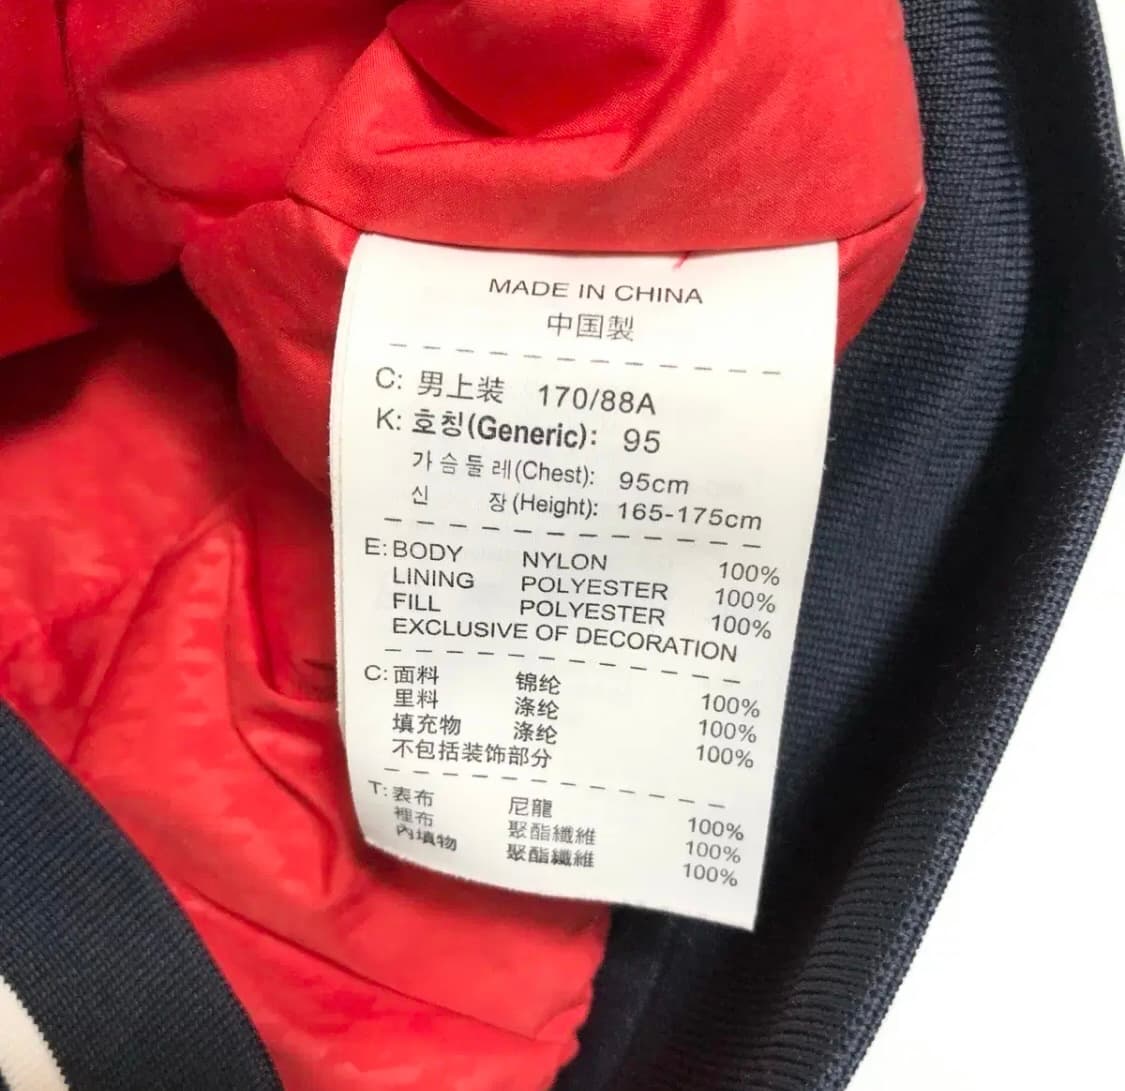 MADE IN CHINA
中国製
C: 男上装 170/88A
K: 호칭(Generic): 95
가슴둘레(Chest): 95cm
신 장(Height): 165-175cm
E: BODY NYLON 100%
LINING POLYESTER 100%
FILL POLYESTER 100%
EXCLUSIVE OF DECORATION
C: 面料 锦纶 100%
里料 涤纶 100%
填充物 涤纶 100%
不包括装饰部分
T: 表布 尼龍 100%
裡布 聚酯纖維 100%
內填物 聚酯纖維 100%